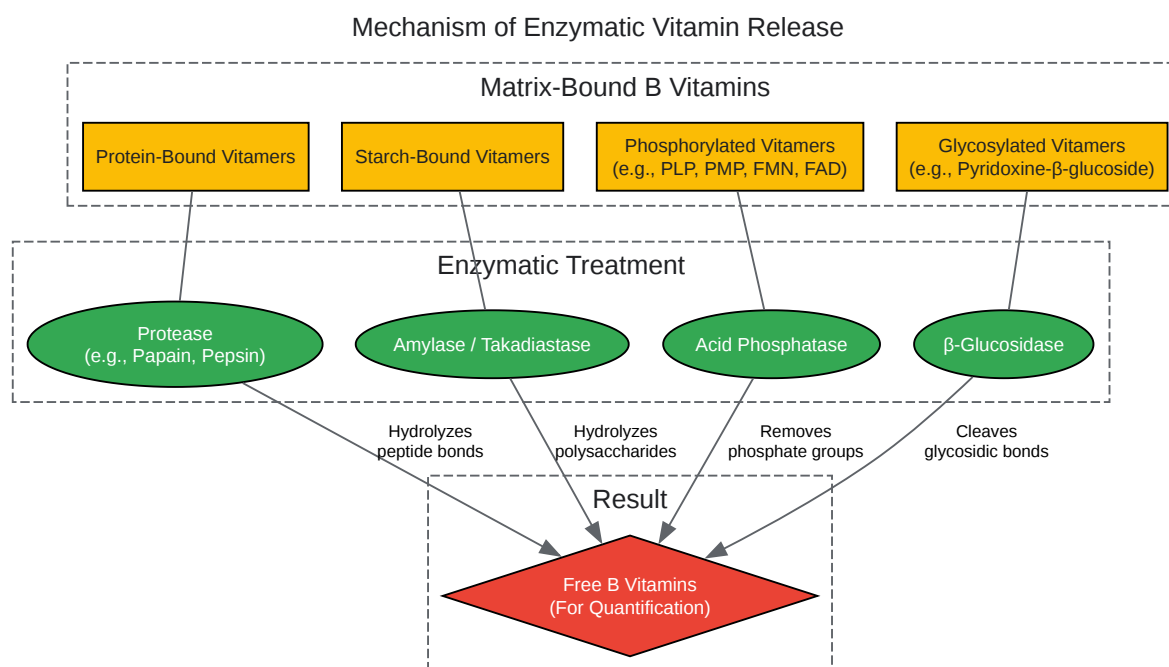 Mechanism of Enzymatic Vitamin Release
Matrix-Bound B Vitamins
Protein-Bound Vitamers
Starch-Bound Vitamers
Phosphorylated Vitamers
(e.g., PLP, PMP, FMN, FAD)
Glycosylated Vitamers
(e.g., Pyridoxine-β-glucoside)
Enzymatic Treatment
Protease
(e.g., Papain, Pepsin)
Amylase / Takadiastase
Acid Phosphatase
β-Glucosidase
Hydrolyzes
peptide bonds
Hydrolyzes
polysaccharides
Removes
phosphate groups
Cleaves
glycosidic bonds
Result
Free B Vitamins
(For Quantification)